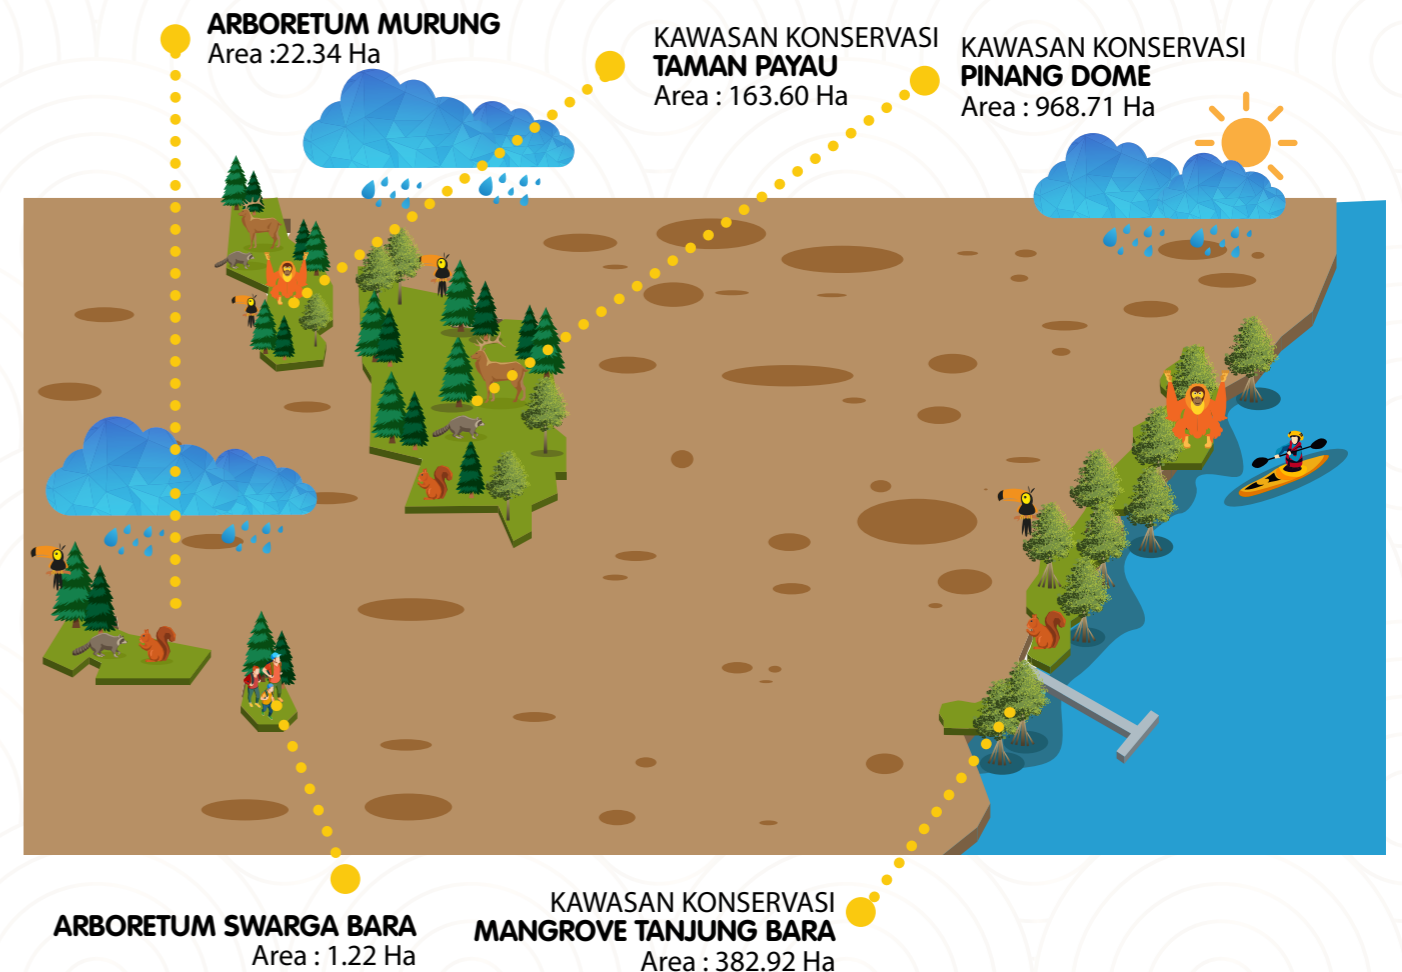 ARBORETUM MURUNG
Area :22.34 Ha
KAWASAN KONSERVASI
TAMAN PAYAU
Area : 163.60 Ha
KAWASAN KONSERVASI
PINANG DOME
Area : 968.71 Ha
ARBORETUM SWARGA BARA
Area : 1.22 Ha
KAWASAN KONSERVASI
MANGROVE TANJUNG BARA
Area : 382.92 Ha